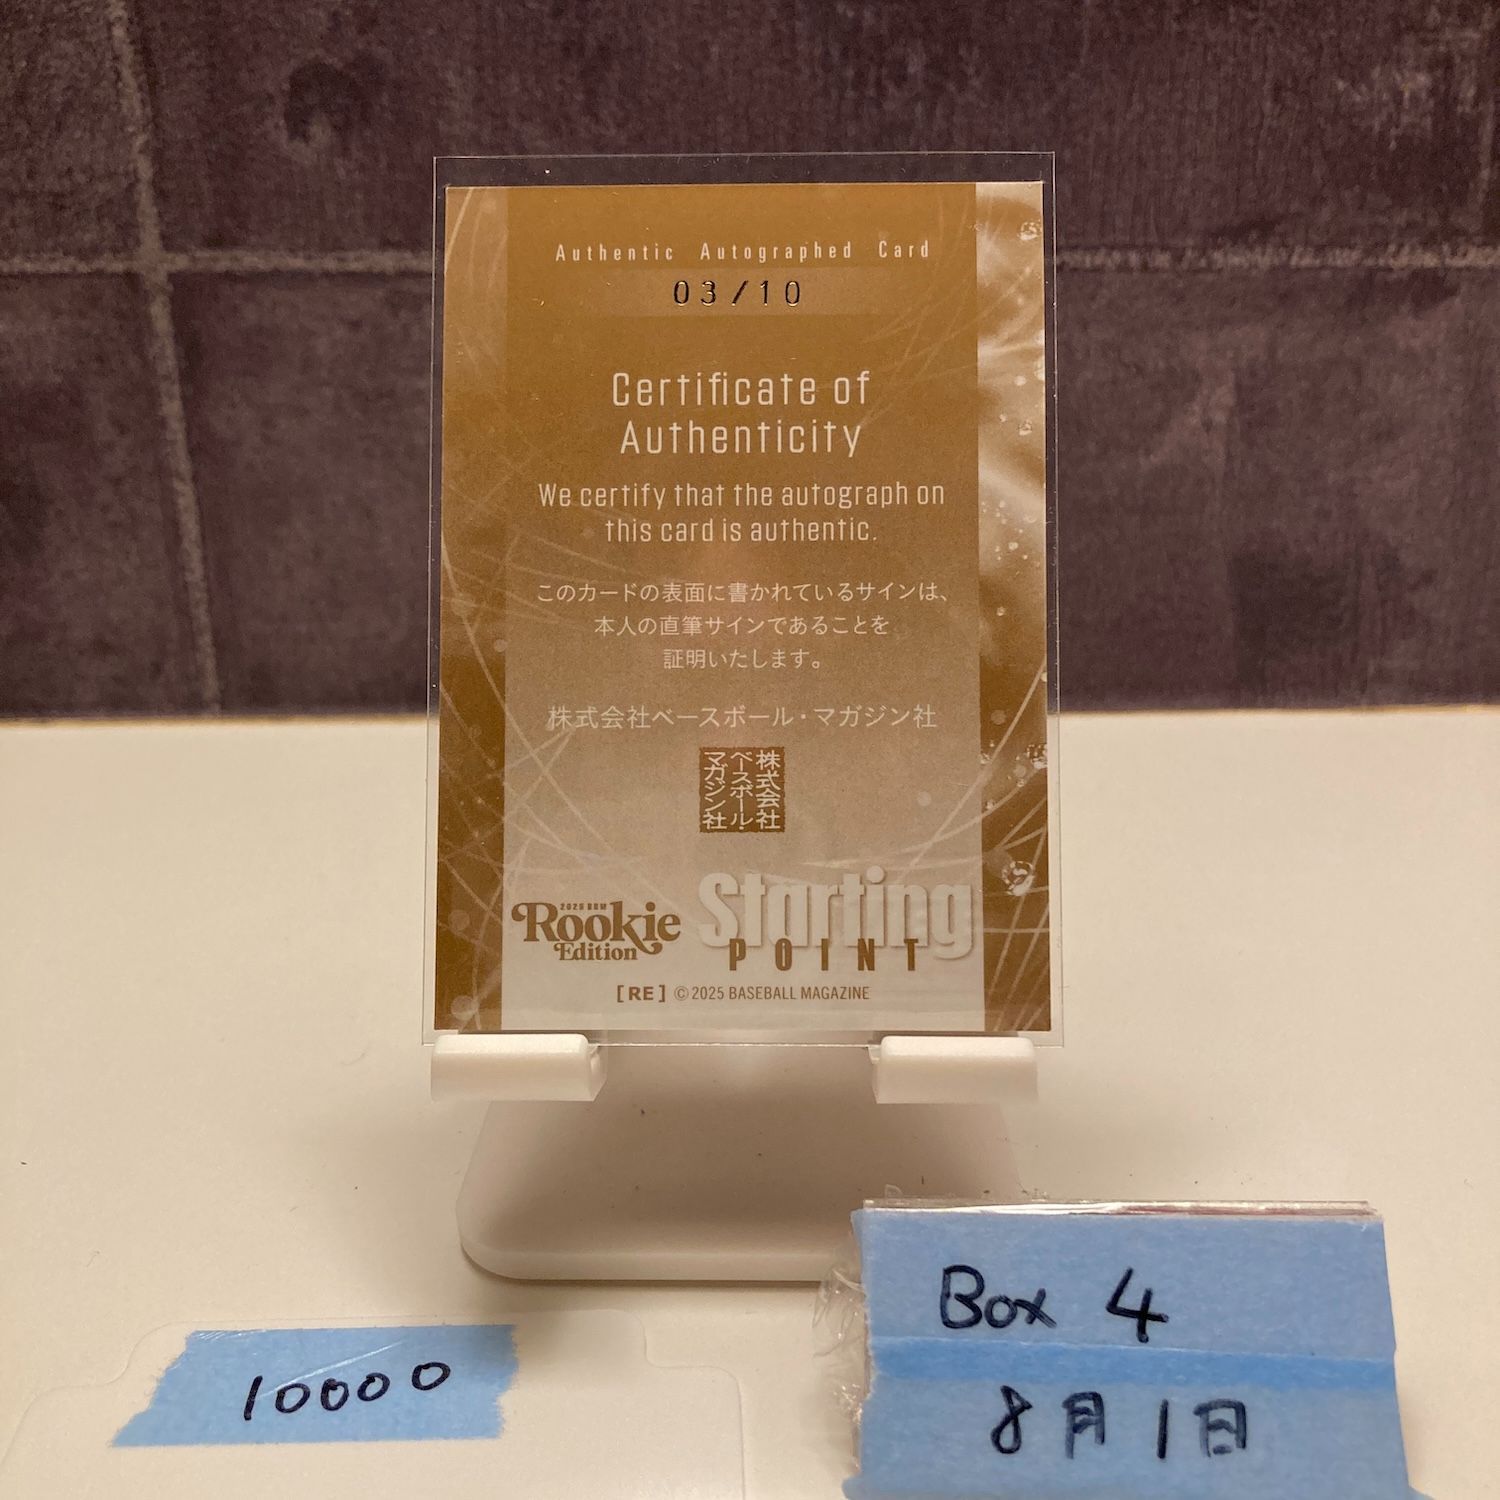 Authentic Autographed Card
03/10
Certificate of
Authenticity
We certify that the autograph on
this card is authentic.
このカードの表面に書かれているサインは、
本人の直筆サインであることを
証明いたします。
株式会社ベースボール・マガジン社
株式会社
ベースボール・
マガジン社
2025 BBM
Rookie
Edition
Starting
POINT
[RE] ©2025 BASEBALL MAGAZINE
10000
Box 4
8月1日